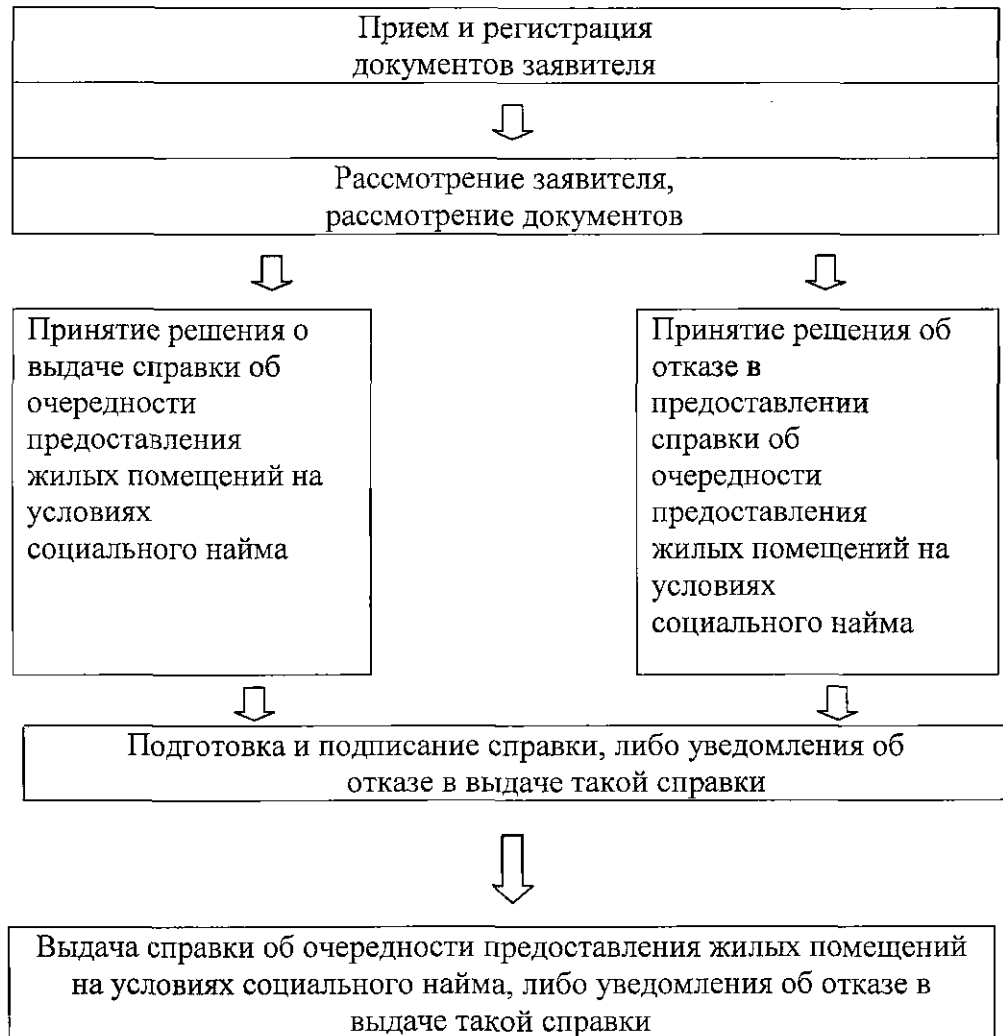 Прием и регистрация
документов заявителя
Рассмотрение заявителя,
рассмотрение документов
Принятие решения о
выдаче справки об
очередности
предоставления
жилых помещений на
условиях
социального найма
Принятие решения об
отказе в
предоставлении
справки об
очередности
предоставления
жилых помещений на
условиях
социального найма
Подготовка и подписание справки, либо уведомления об
отказе в выдаче такой справки
Выдача справки об очередности предоставления жилых помещений
на условиях социального найма, либо уведомления об отказе в
выдаче такой справки